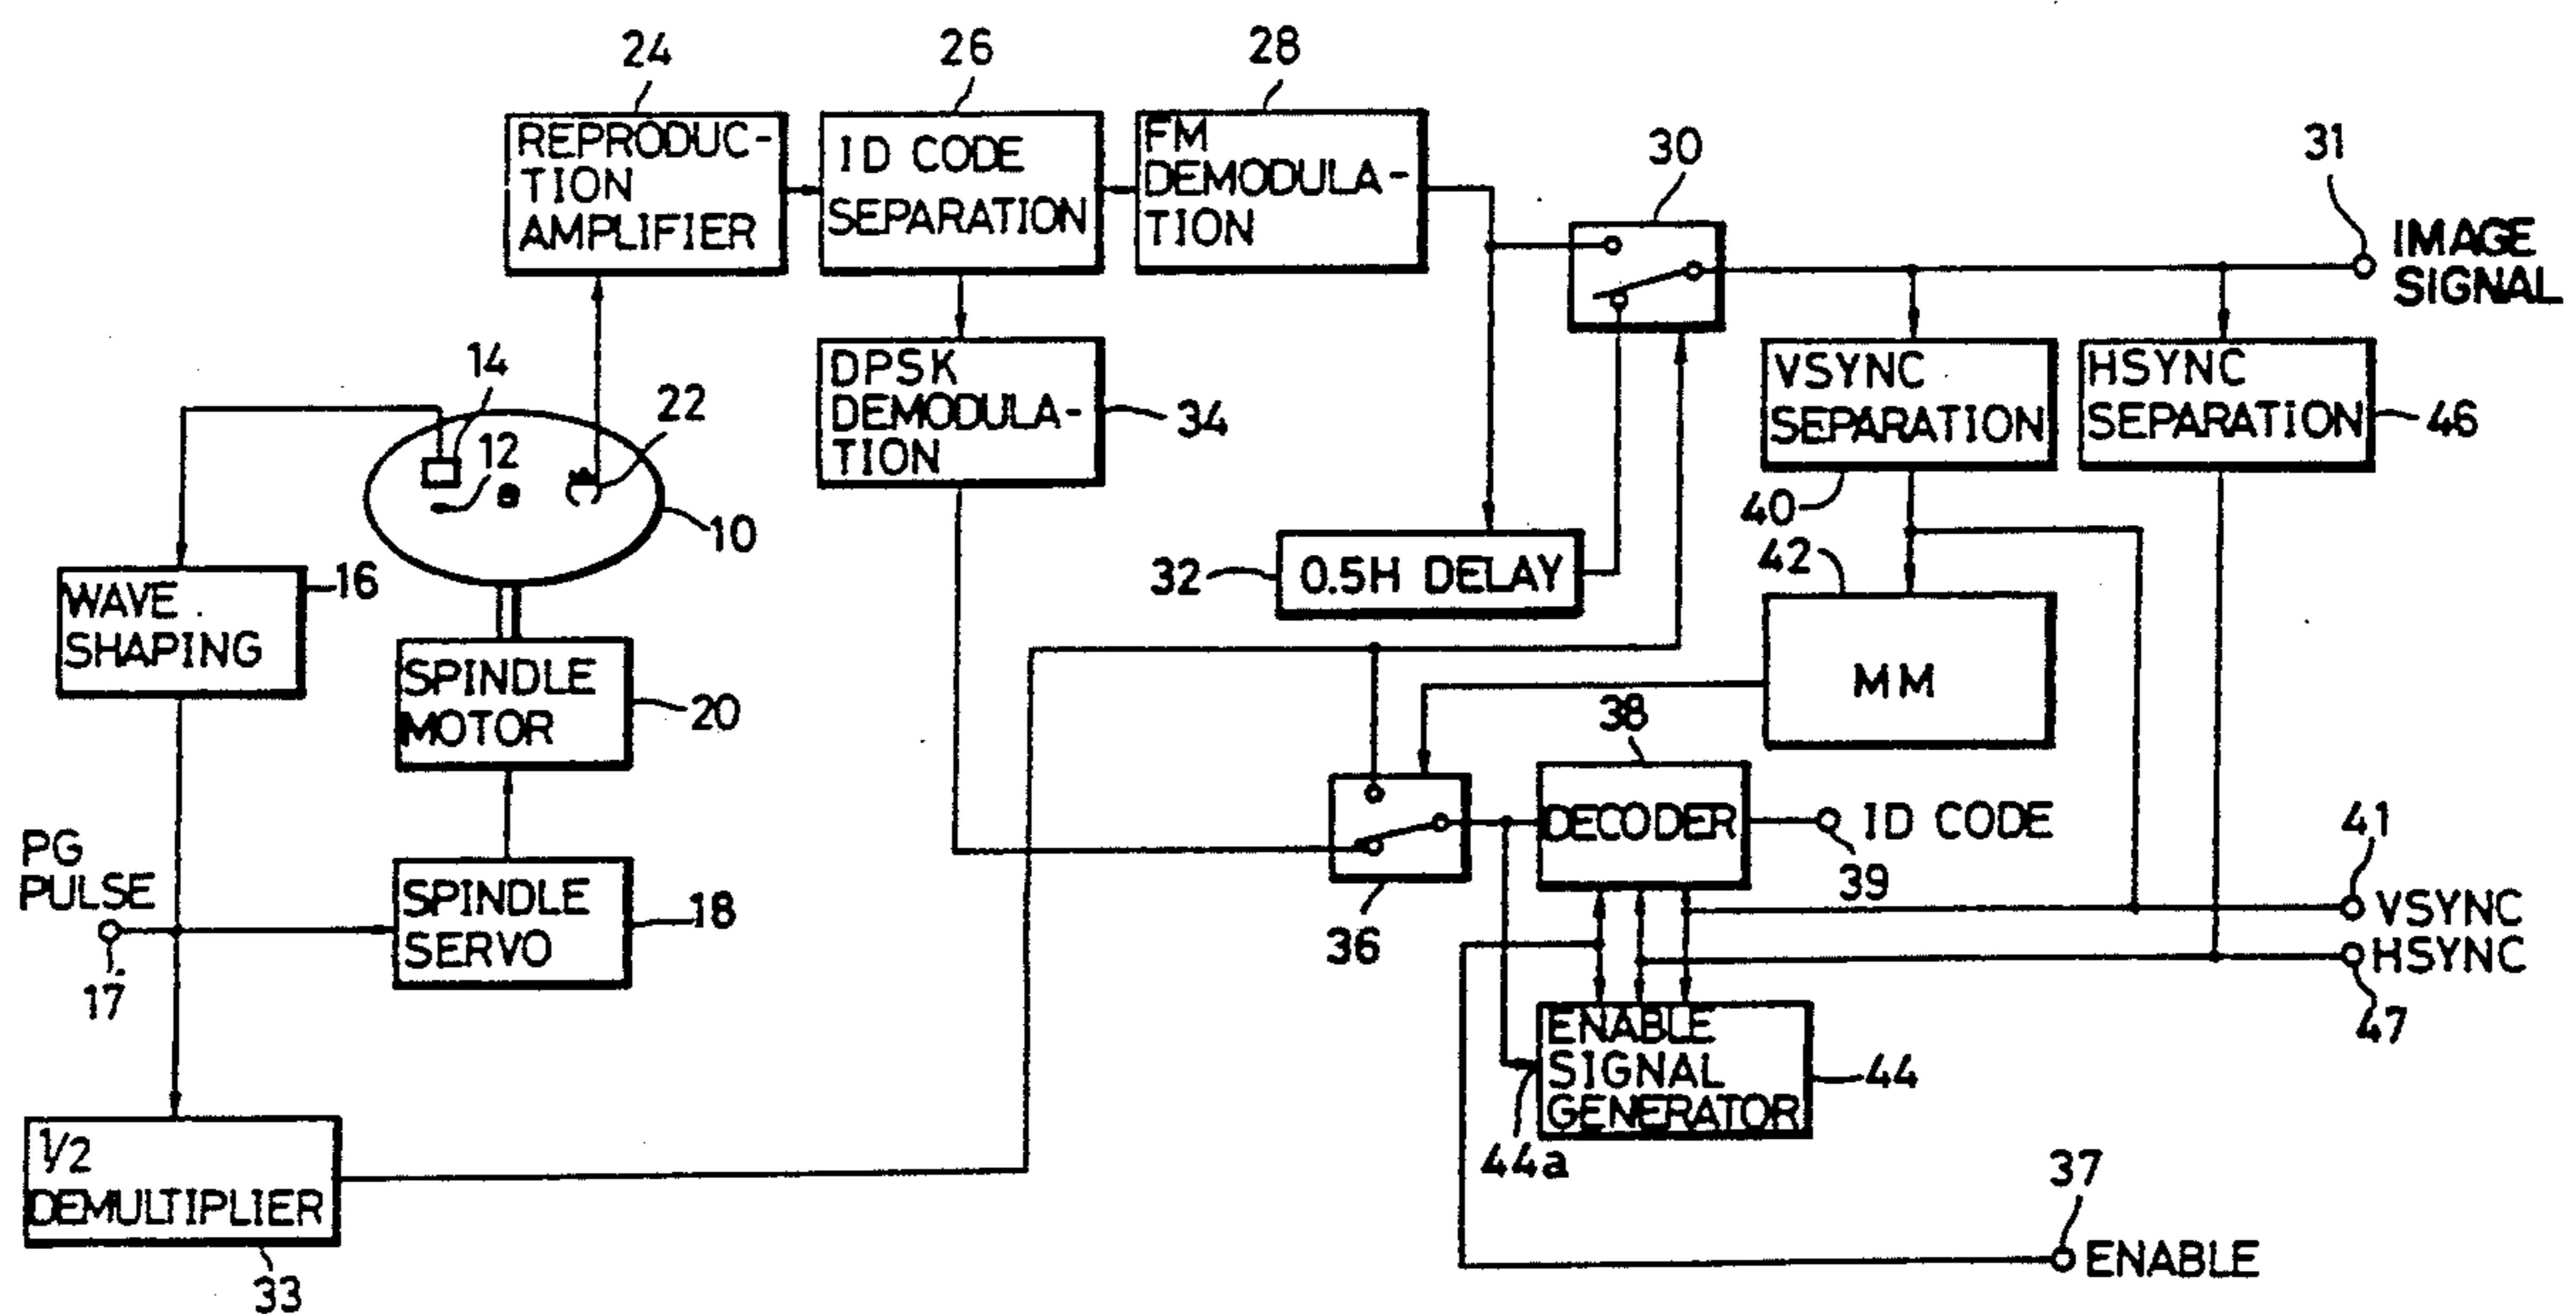 24
26
28
REPRODUC-
TION
AMPLIFIER
ID CODE
SEPARATION
FM
DEMODULA-
TION
30
31
IMAGE
SIGNAL
14
12
22
10
DPSK
DEMODULA-
TION
34
VSYNC
SEPARATION
40
HSYNC
SEPARATION
46
32
0.5H DELAY
42
MM
WAVE
SHAPING
16
SPINDLE
MOTOR
20
38
DECODER
ID CODE
39
36
PG
PULSE
17
SPINDLE
SERVO
18
41
VSYNC
HSYNC
47
ENABLE
SIGNAL
GENERATOR
44
44a
1/2
DEMULTIPLIER
33
37
ENABLE